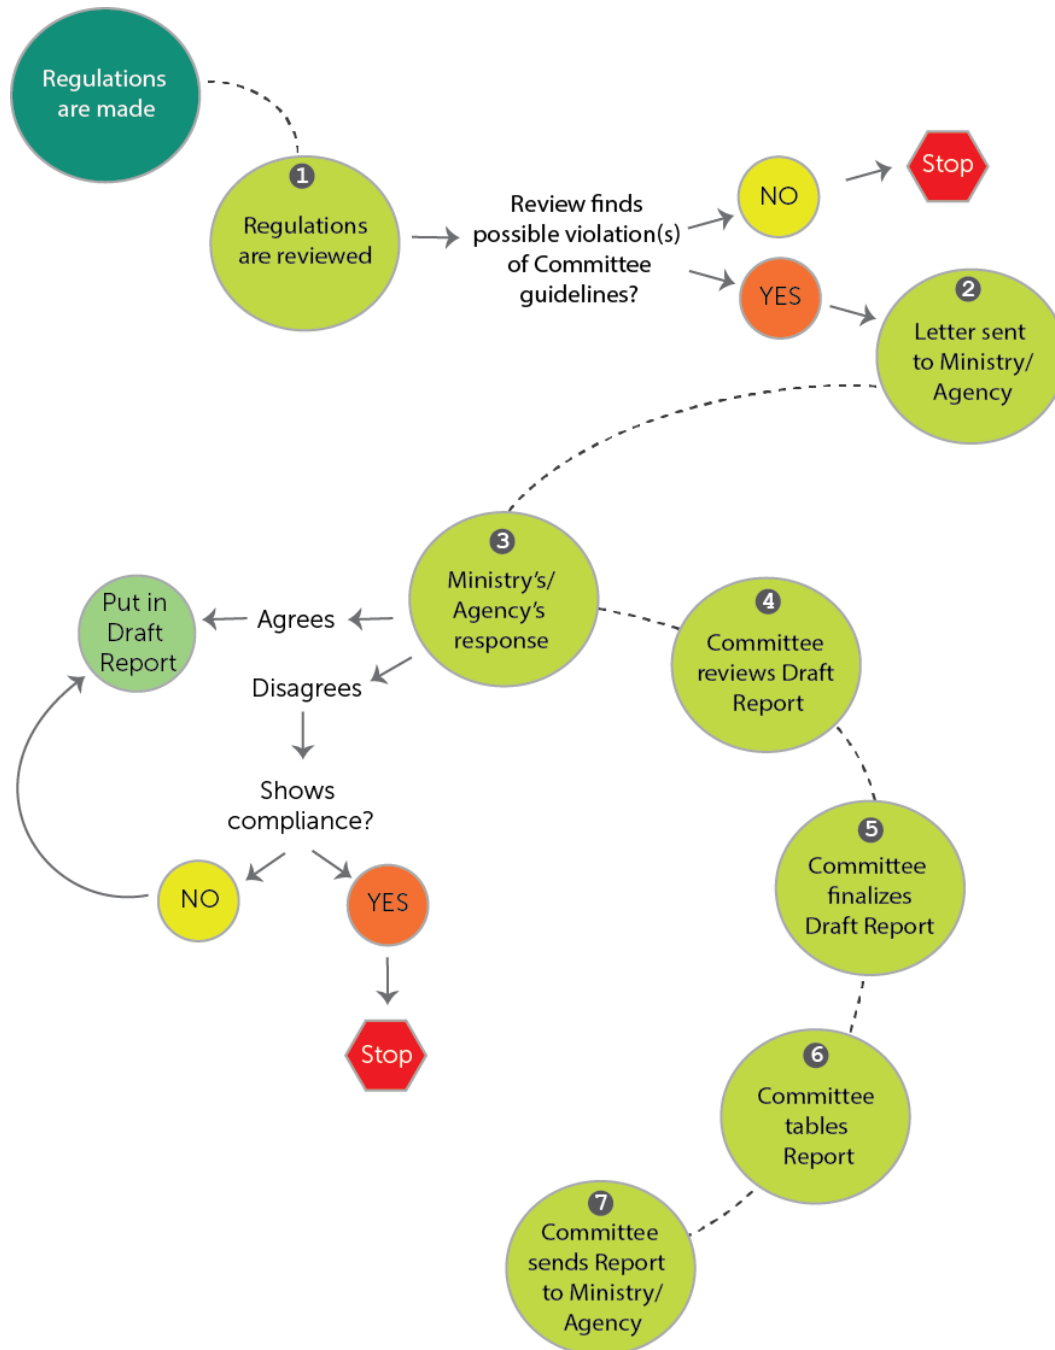 Regulations
are made
1
Regulations
are reviewed
Review finds
possible violation(s)
of Committee
guidelines?
NO
Stop
YES
2
Letter sent
to Ministry/
Agency
3
Ministry's/
Agency's
response
Agrees
Put in
Draft
Report
Disagrees
Shows
compliance?
NO
YES
Stop
4
Committee
reviews Draft
Report
5
Committee
finalizes
Draft Report
6
Committee
tables
Report
7
Committee
sends Report
to Ministry/
Agency